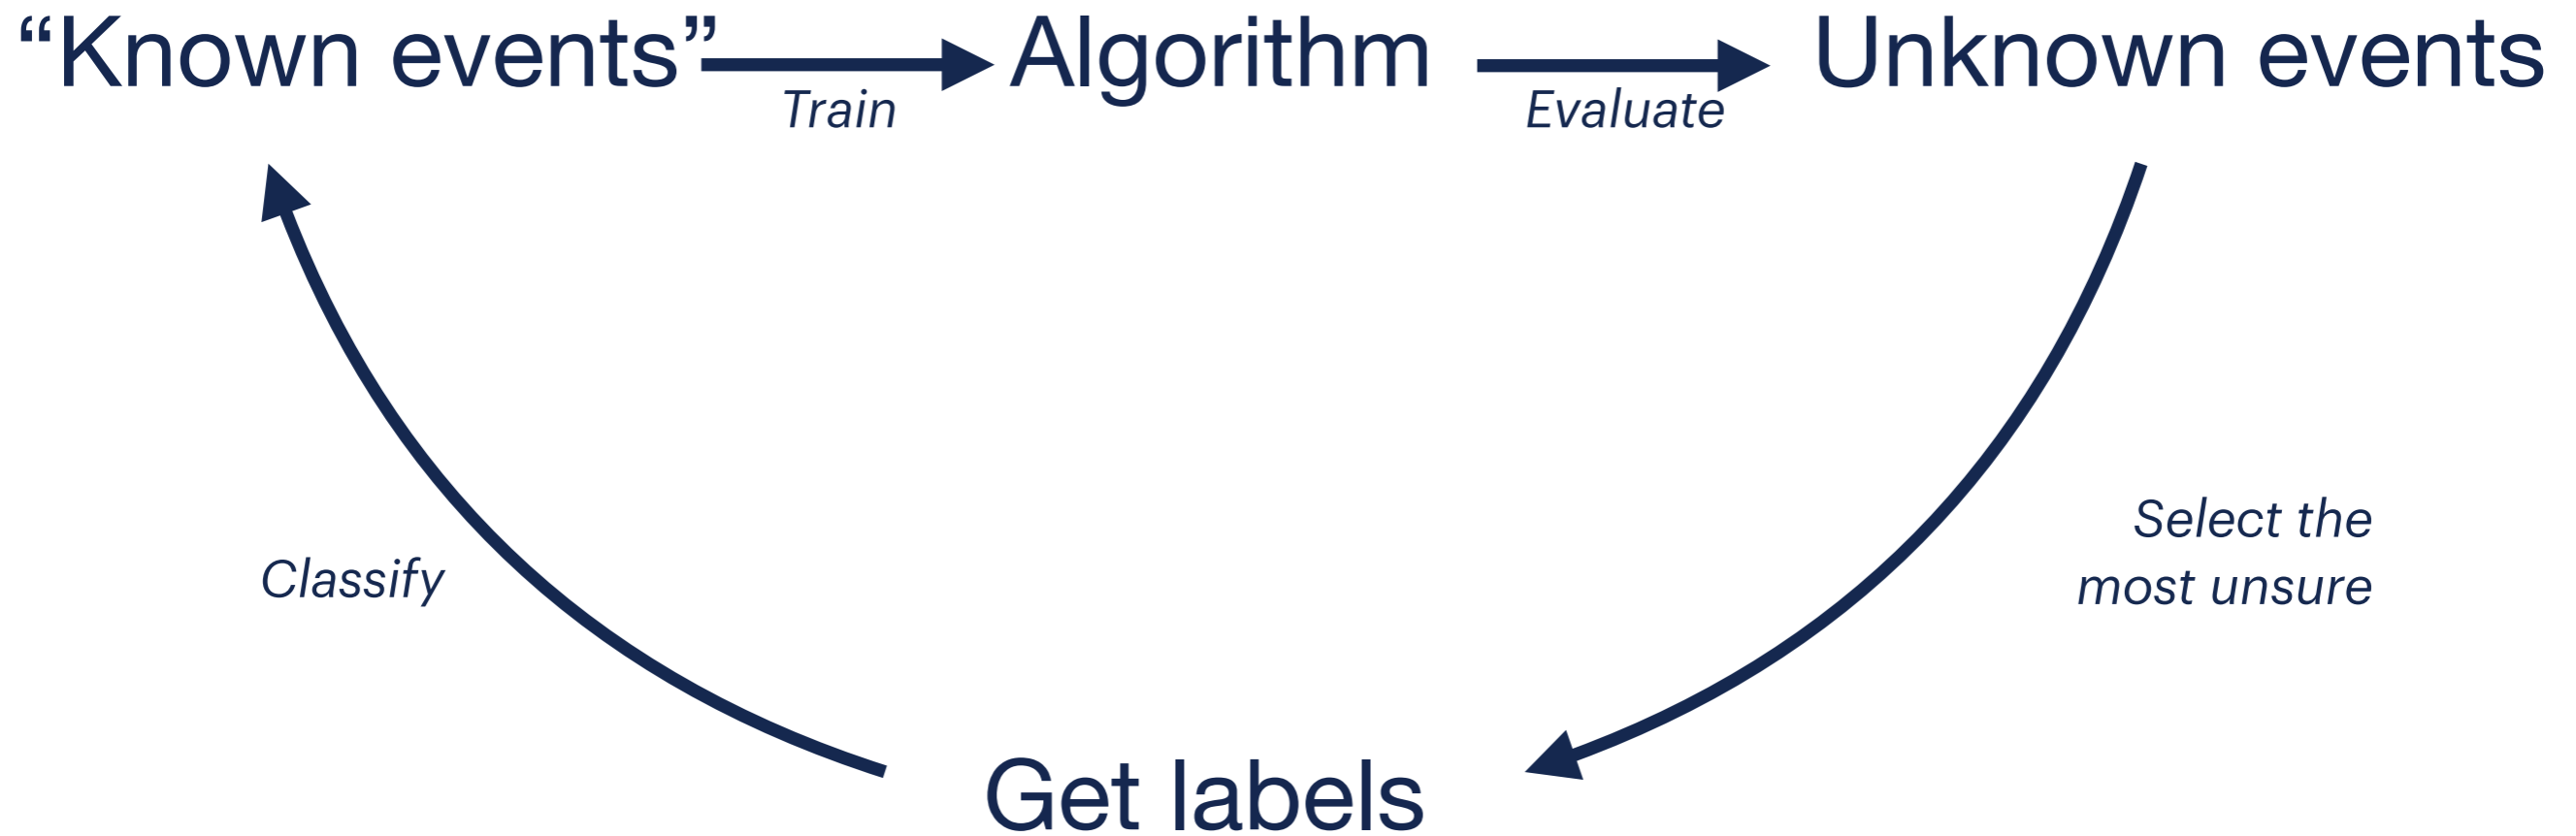 “Known events”
Algorithm
Unknown events
Train
Evaluate
Select the
most unsure
Classify
Get labels